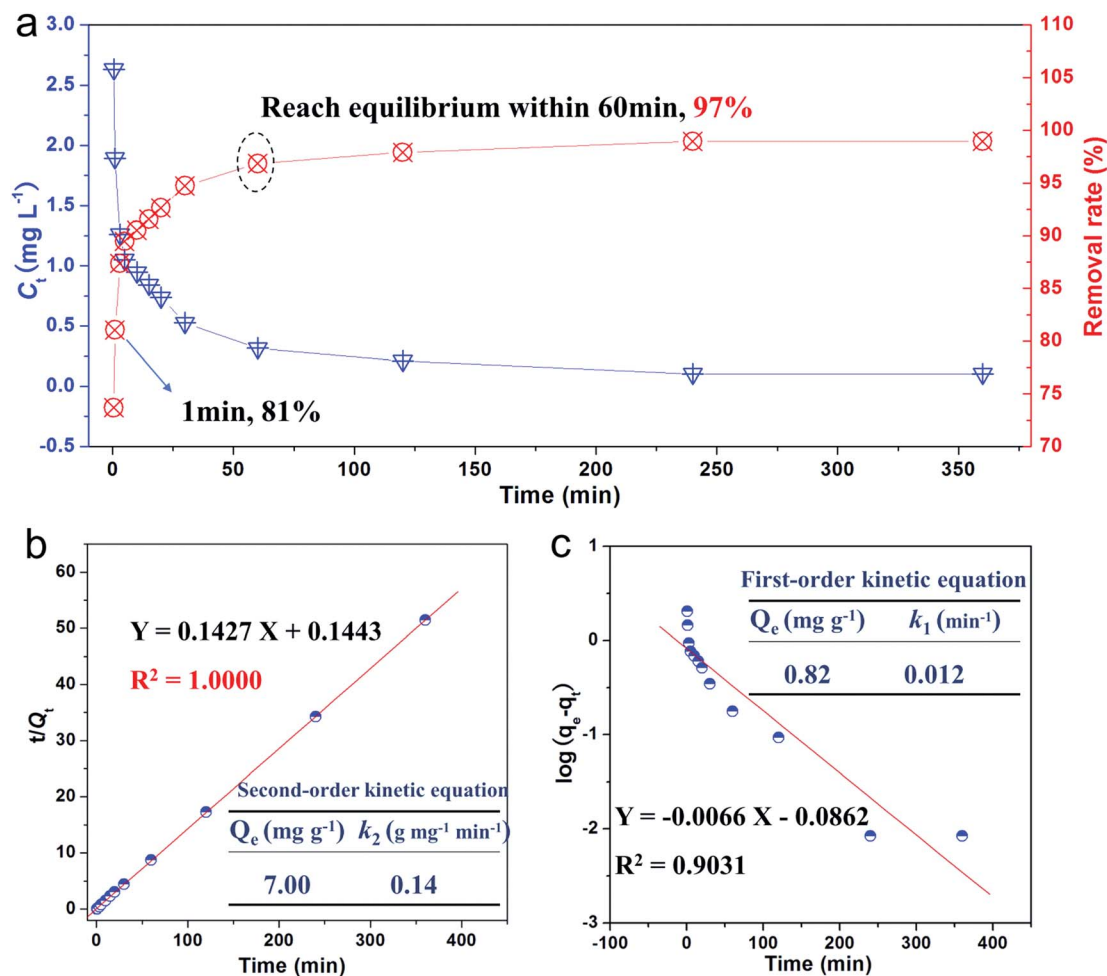 a
3.0
2.5
2.0
1.5
1.0
0.5
0.0
-0.5
Cₜ (mg L⁻¹)
110
105
100
95
90
85
80
75
70
Removal rate (%)
Reach equilibrium within 60min, 97%
1min, 81%
0 50 100 150 200 250 300 350
Time (min)
b
60
50
40
30
20
10
0
t/Qₜ
Y = 0.1427 X + 0.1443
R² = 1.0000
Second-order kinetic equation
Qₑ (mg g⁻¹) k₂ (g mg⁻¹ min⁻¹)
7.00 0.14
0 100 200 300 400
Time (min)
c
1
0
-1
-2
-3
log (qₑ-qₜ)
First-order kinetic equation
Qₑ (mg g⁻¹) k₁ (min⁻¹)
0.82 0.012
Y = -0.0066 X - 0.0862
R² = 0.9031
-100 0 100 200 300 400
Time (min)